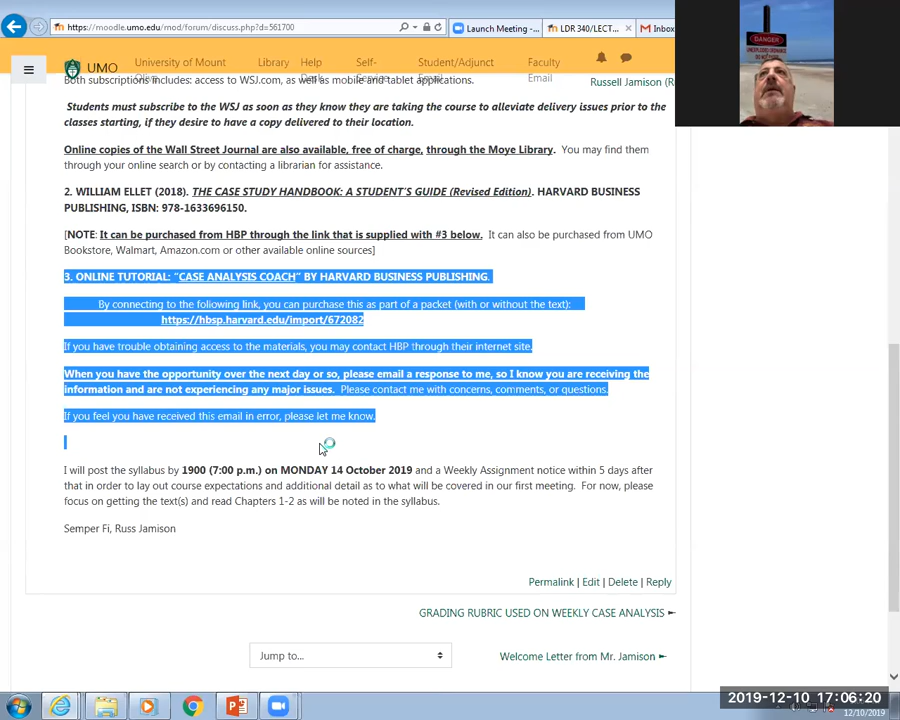 https://moodle.umo.edu/mod/forum/discuss.php?d=561700
Launch Meeting -...
LDR 340/LECT...
Inbox
DANGER
UNEXPLODED ORDNANCE
UMO
University of Mount
Olive
Library
Help
Desk
Self-
Service
Student/Adjunct
Email
Faculty
Email
Both subscriptions includes: access to WSJ.com, as well as mobile and tablet applications.
Russell Jamison (R
Students must subscribe to the WSJ as soon as they know they are taking the course to alleviate delivery issues prior to the
classes starting, if they desire to have a copy delivered to their location.
Online copies of the Wall Street Journal are also available, free of charge, through the Moye Library. You may find them
through your online search or by contacting a librarian for assistance.
2. WILLIAM ELLET (2018). THE CASE STUDY HANDBOOK: A STUDENT'S GUIDE (Revised Edition). HARVARD BUSINESS
PUBLISHING, ISBN: 978-1633696150.
[NOTE: It can be purchased from HBP through the link that is supplied with #3 below. It can also be purchased from UMO
Bookstore, Walmart, Amazon.com or other available online sources]
3. ONLINE TUTORIAL: "CASE ANALYSIS COACH" BY HARVARD BUSINESS PUBLISHING.
By connecting to the following link, you can purchase this as part of a packet (with or without the text):
https://hbsp.harvard.edu/import/672082
If you have trouble obtaining access to the materials, you may contact HBP through their internet site.
When you have the opportunity over the next day or so, please email a response to me, so I know you are receiving the
information and are not experiencing any major issues. Please contact me with concerns, comments, or questions.
If you feel you have received this email in error, please let me know.
I will post the syllabus by 1900 (7:00 p.m.) on MONDAY 14 October 2019 and a Weekly Assignment notice within 5 days after
that in order to lay out course expectations and additional detail as to what will be covered in our first meeting. For now, please
focus on getting the text(s) and read Chapters 1-2 as will be noted in the syllabus.
Semper Fi, Russ Jamison
Permalink | Edit | Delete | Reply
GRADING RUBRIC USED ON WEEKLY CASE ANALYSIS
Jump to...
Welcome Letter from Mr. Jamison
2019-12-10 17:06:20
12/10/2019